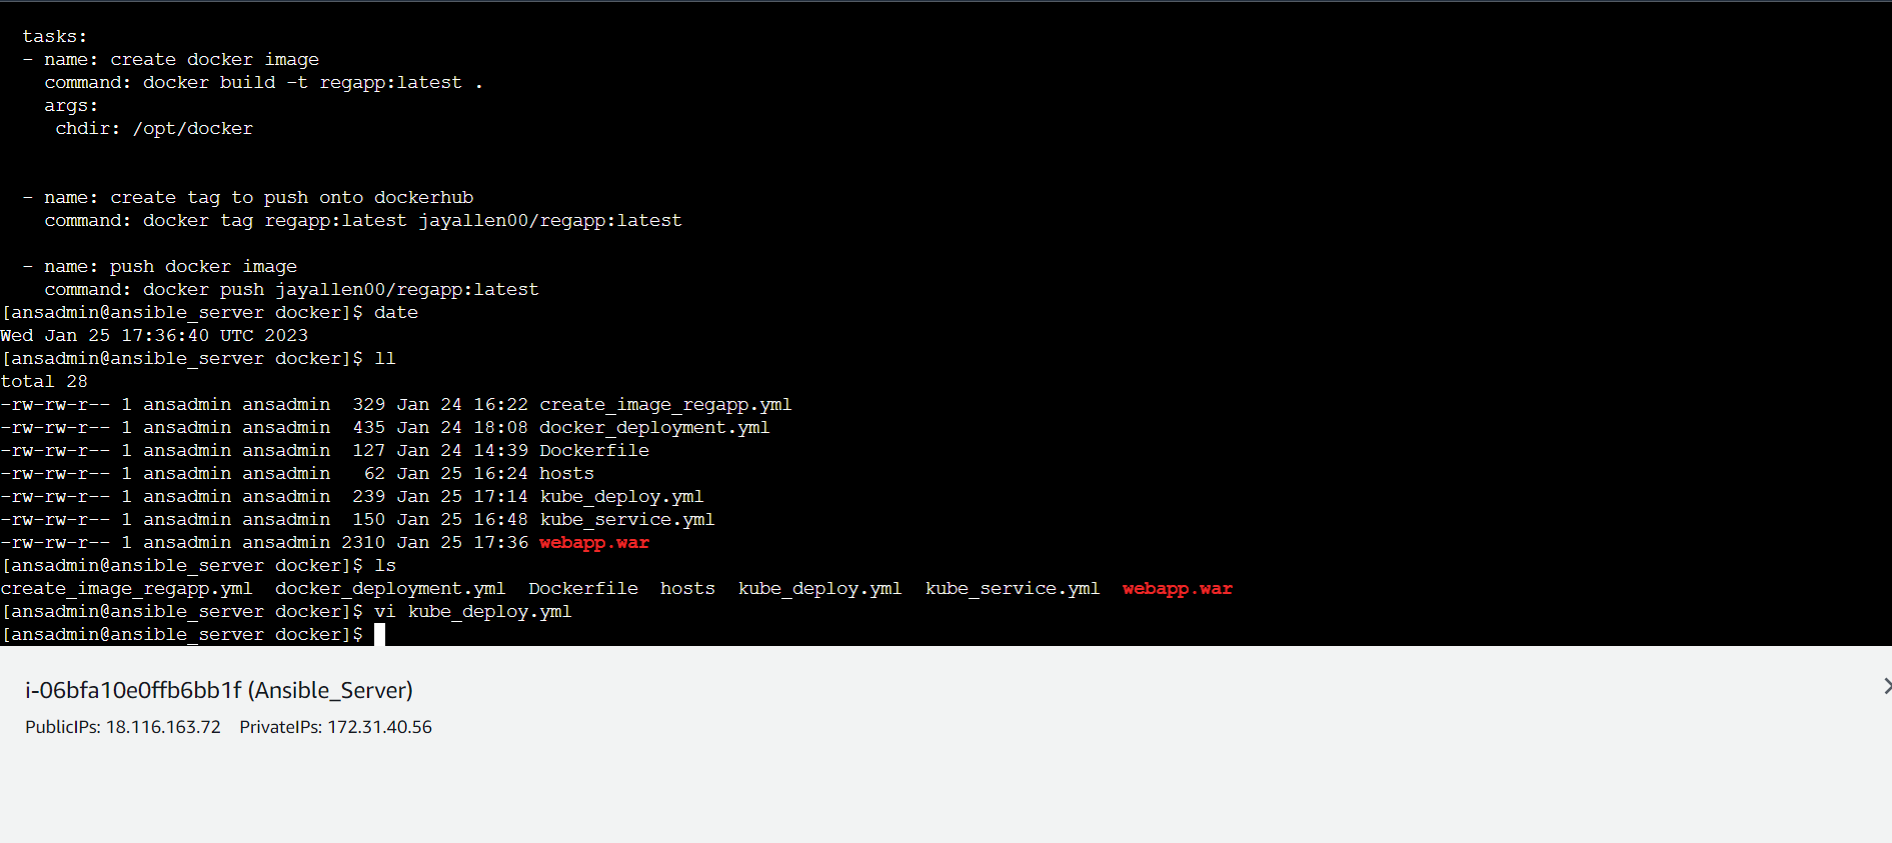 tasks:
- name: create docker image
command: docker build -t regapp:latest .
args:
chdir: /opt/docker
- name: create tag to push onto dockerhub
command: docker tag regapp:latest jayallen00/regapp:latest
- name: push docker image
command: docker push jayallen00/regapp:latest
[ansadmin@ansible_server docker]$ date
Wed Jan 25 17:36:40 UTC 2023
[ansadmin@ansible_server docker]$ ll
total 28
-rw-rw-r-- 1 ansadmin ansadmin  329 Jan 24 16:22 create_image_regapp.yml
-rw-rw-r-- 1 ansadmin ansadmin  435 Jan 24 18:08 docker_deployment.yml
-rw-rw-r-- 1 ansadmin ansadmin  127 Jan 24 14:39 Dockerfile
-rw-rw-r-- 1 ansadmin ansadmin   62 Jan 25 16:24 hosts
-rw-rw-r-- 1 ansadmin ansadmin  239 Jan 25 17:14 kube_deploy.yml
-rw-rw-r-- 1 ansadmin ansadmin  150 Jan 25 16:48 kube_service.yml
-rw-rw-r-- 1 ansadmin ansadmin 2310 Jan 25 17:36 webapp.war
[ansadmin@ansible_server docker]$ ls
create_image_regapp.yml  docker_deployment.yml  Dockerfile  hosts  kube_deploy.yml  kube_service.yml  webapp.war
[ansadmin@ansible_server docker]$ vi kube_deploy.yml
[ansadmin@ansible_server docker]$
i-06bfa10e0ffb6bb1f (Ansible_Server)
PublicIPs: 18.116.163.72 PrivateIPs: 172.31.40.56